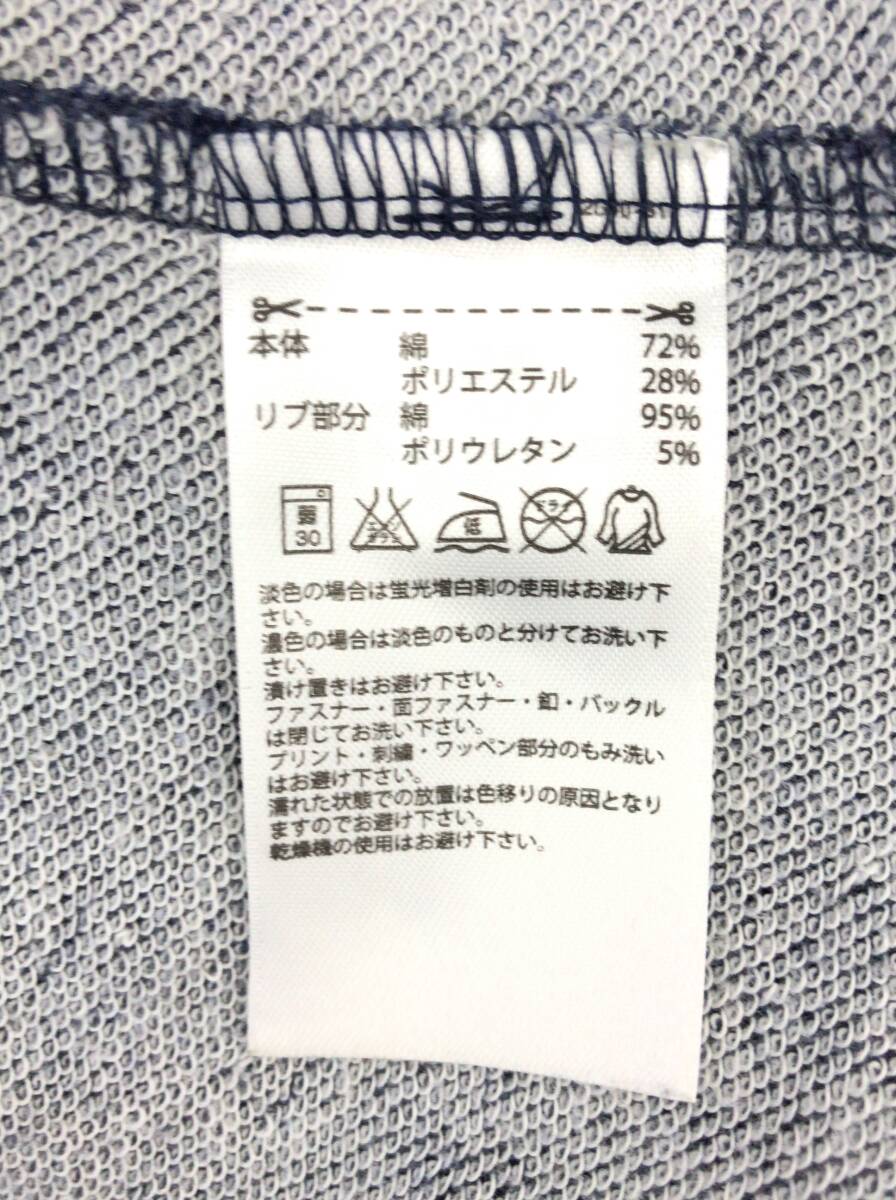 本体 綿 72%
ポリエステル 28%
リブ部分 綿 95%
ポリウレタン 5%
弱 30 エンソ サラシ 低 ドライ
淡色の場合は蛍光増白剤の使用はお避け下
さい。
濃色の場合は淡色のものと分けてお洗い下
さい。
漬け置きはお避け下さい。
ファスナー・面ファスナー・釦・バックル
は閉じてお洗い下さい。
プリント・刺繍・ワッペン部分のもみ洗い
はお避け下さい。
濡れた状態での放置は色移りの原因となり
ますのでお避け下さい。
乾燥機の使用はお避け下さい。